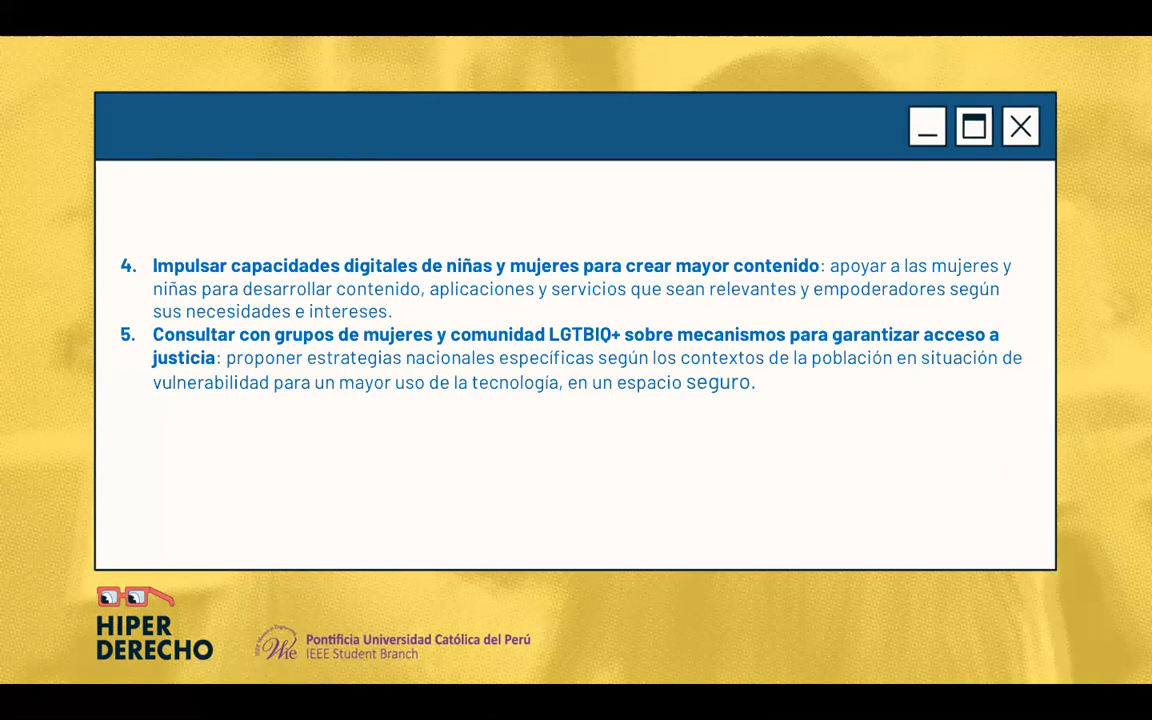 4. Impulsar capacidades digitales de niñas y mujeres para crear mayor contenido: apoyar a las mujeres y
niñas para desarrollar contenido, aplicaciones y servicios que sean relevantes y empoderadores según
sus necesidades e intereses.
5. Consultar con grupos de mujeres y comunidad LGTBIQ+ sobre mecanismos para garantizar acceso a
justicia: proponer estrategias nacionales específicas según los contextos de la población en situación de
vulnerabilidad para un mayor uso de la tecnología, en un espacio seguro.
HIPER
DERECHO
Pontificia Universidad Católica del Perú
IEEE Student Branch